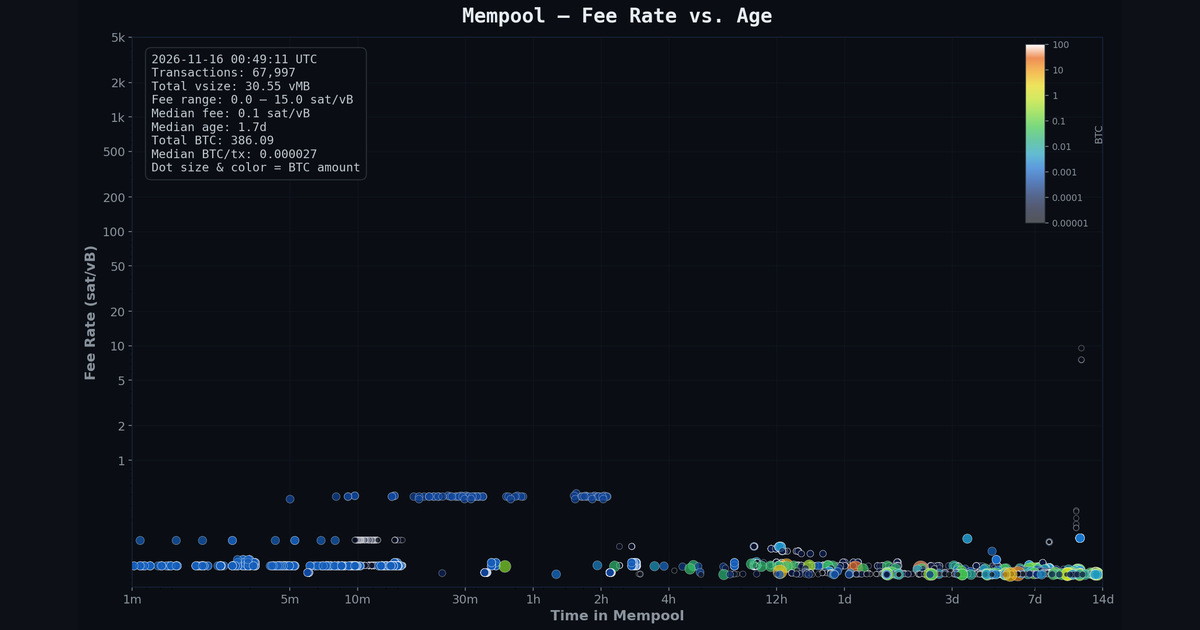 Mempool — Fee Rate vs. Age
2026-11-16 00:49:11 UTC
Transactions: 67,997
Total vsize: 30.55 vMB
Fee range: 0.0 — 15.0 sat/vB
Median fee: 0.1 sat/vB
Median age: 1.7d
Total BTC: 386.09
Median BTC/tx: 0.000027
Dot size & color = BTC amount
5k
2k
1k
500
200
100
50
20
10
5
2
1
Fee Rate (sat/vB)
100
10
1
0.1
0.01
0.001
0.0001
0.00001
BTC
1m 5m 10m 30m 1h 2h 4h 12h 1d 3d 7d 14d
Time in Mempool